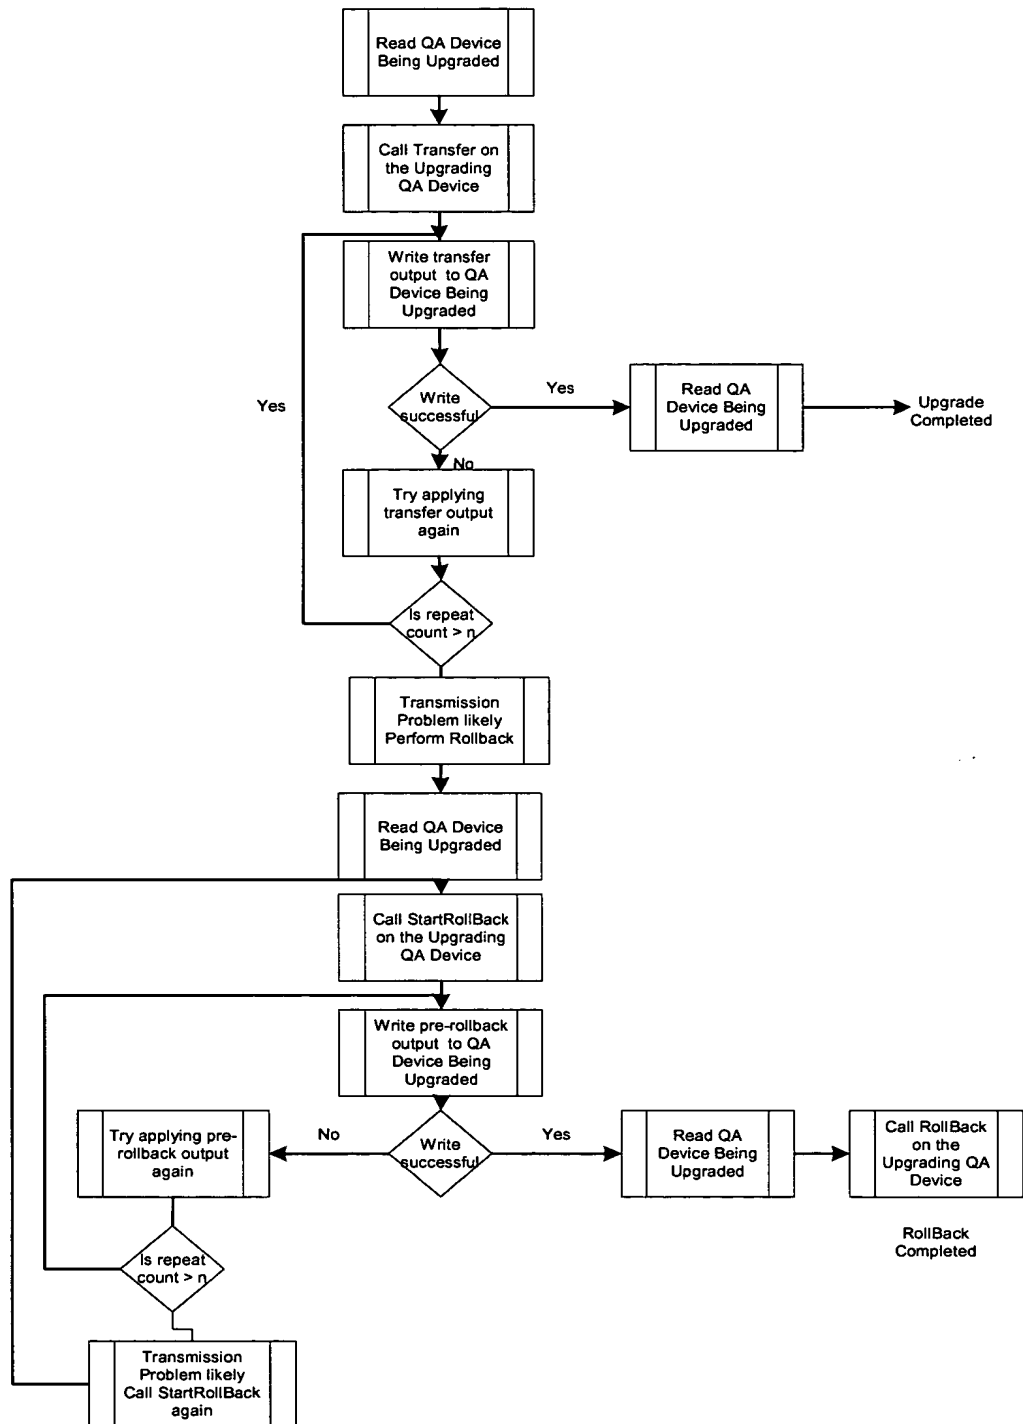 Read QA Device
Being Upgraded
Call Transfer on
the Upgrading
QA Device
Write transfer
output to QA
Device Being
Upgraded
Write
successful
Yes
Read QA
Device Being
Upgraded
Upgrade
Completed
Yes
No
Try applying
transfer output
again
Is repeat
count > n
Transmission
Problem likely
Perform Rollback
Read QA Device
Being Upgraded
Call StartRollBack
on the Upgrading
QA Device
Write pre-rollback
output to QA
Device Being
Upgraded
Try applying pre-
rollback output
again
No
Write
successful
Yes
Read QA
Device Being
Upgraded
Call RollBack
on the
Upgrading QA
Device
RollBack
Completed
Is repeat
count > n
Transmission
Problem likely
Call StartRollBack
again